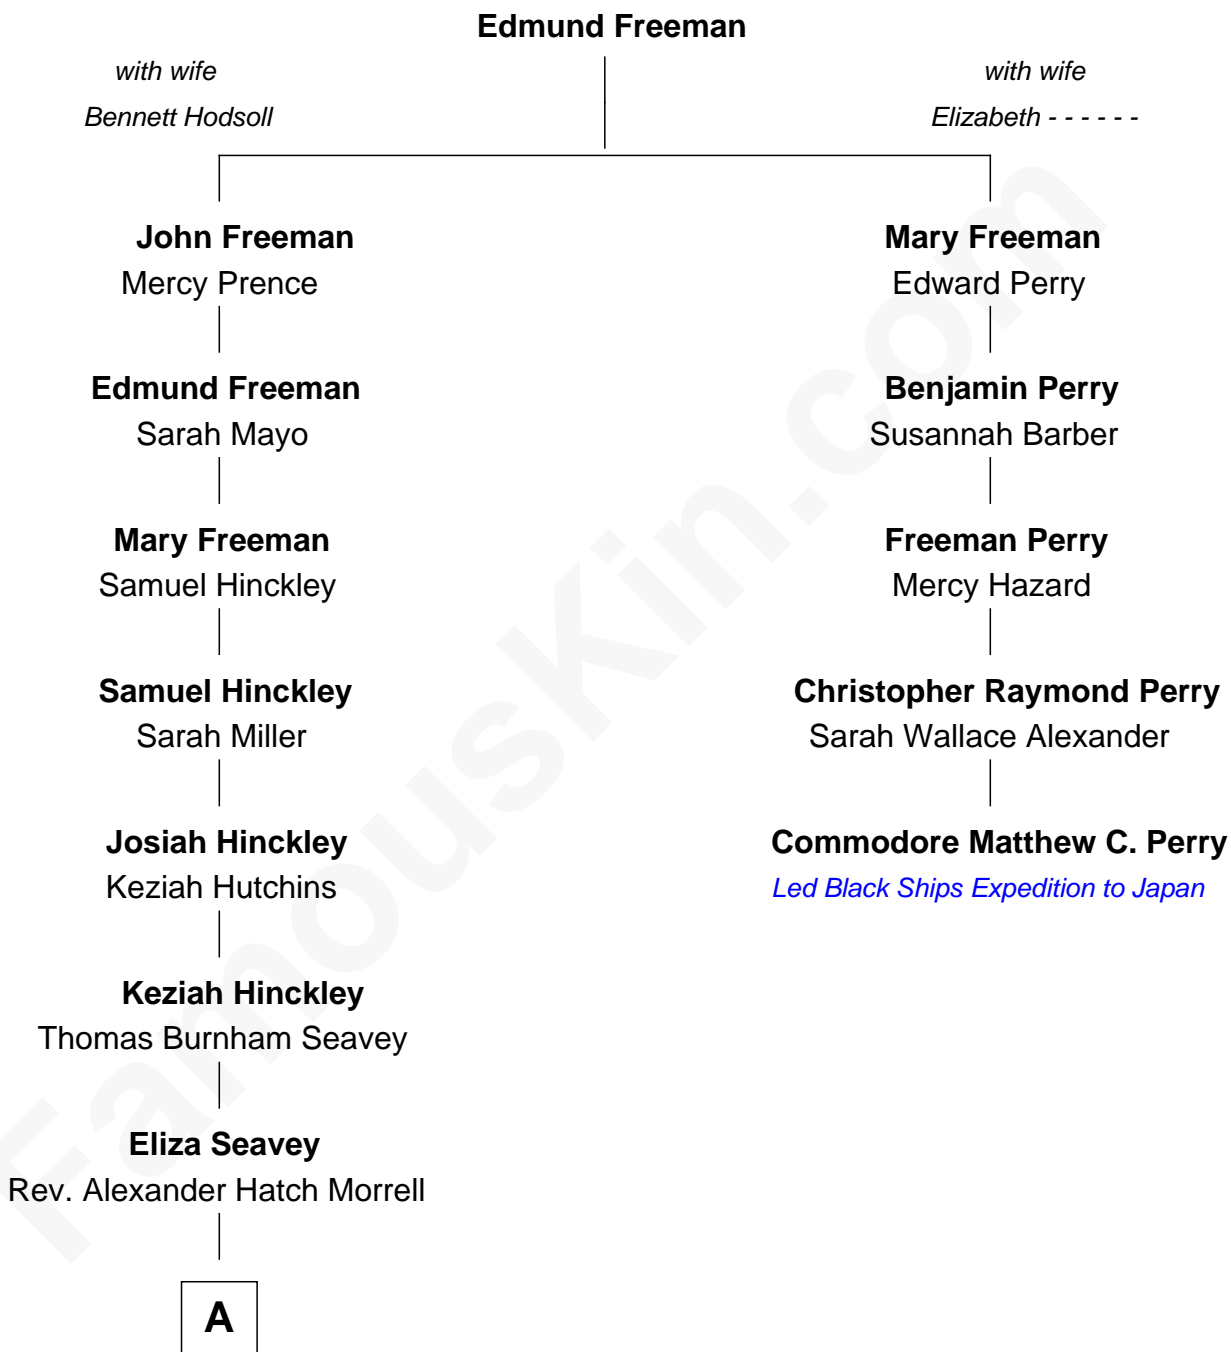 Edmund Freeman
with wife
Bennett Hodsoll
with wife
Elizabeth - - - - - -
John Freeman
Mercy Prence
Mary Freeman
Edward Perry
Edmund Freeman
Sarah Mayo
Benjamin Perry
Susannah Barber
Mary Freeman
Samuel Hinckley
Freeman Perry
Mercy Hazard
Samuel Hinckley
Sarah Miller
Christopher Raymond Perry
Sarah Wallace Alexander
Josiah Hinckley
Keziah Hutchins
Commodore Matthew C. Perry
Led Black Ships Expedition to Japan
Keziah Hinckley
Thomas Burnham Seavey
Eliza Seavey
Rev. Alexander Hatch Morrell
A
FamousKin.com